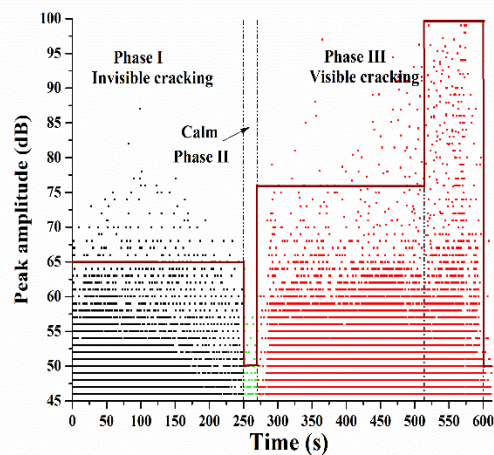 Phase I
Invisible cracking
Phase III
Visible cracking
Calm
Phase II
Peak amplitude (dB)
100
95
90
85
80
75
70
65
60
55
50
45
0 50 100 150 200 250 300 350 400 450 500 550 600
Time (s)